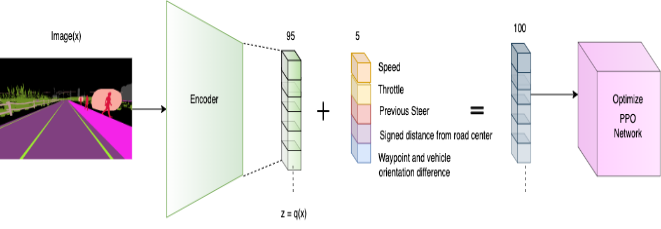 Image(x)
Encoder
95
z = q(x)
+
5
Speed
Throttle
Previous Steer
Signed distance from road center
Waypoint and vehicle
orientation difference
=
100
Optimize
PPO
Network